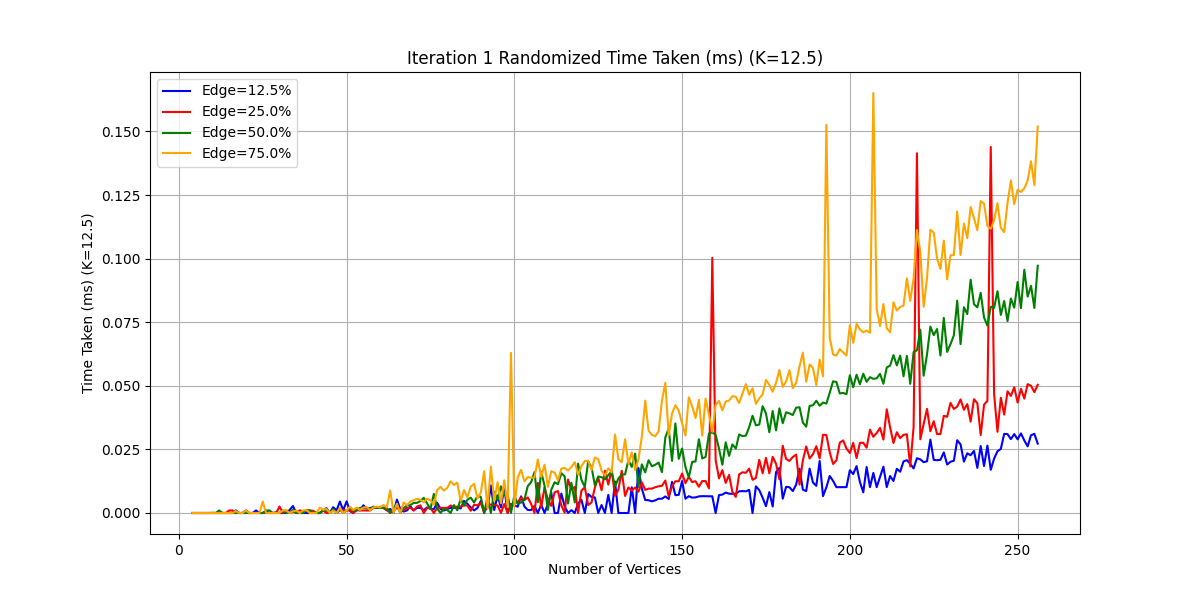 Iteration 1 Randomized Time Taken (ms) (K=12.5)
Edge=12.5%
Edge=25.0%
Edge=50.0%
Edge=75.0%
Time Taken (ms) (K=12.5)
0.150
0.125
0.100
0.075
0.050
0.025
0.000
0 50 100 150 200 250
Number of Vertices